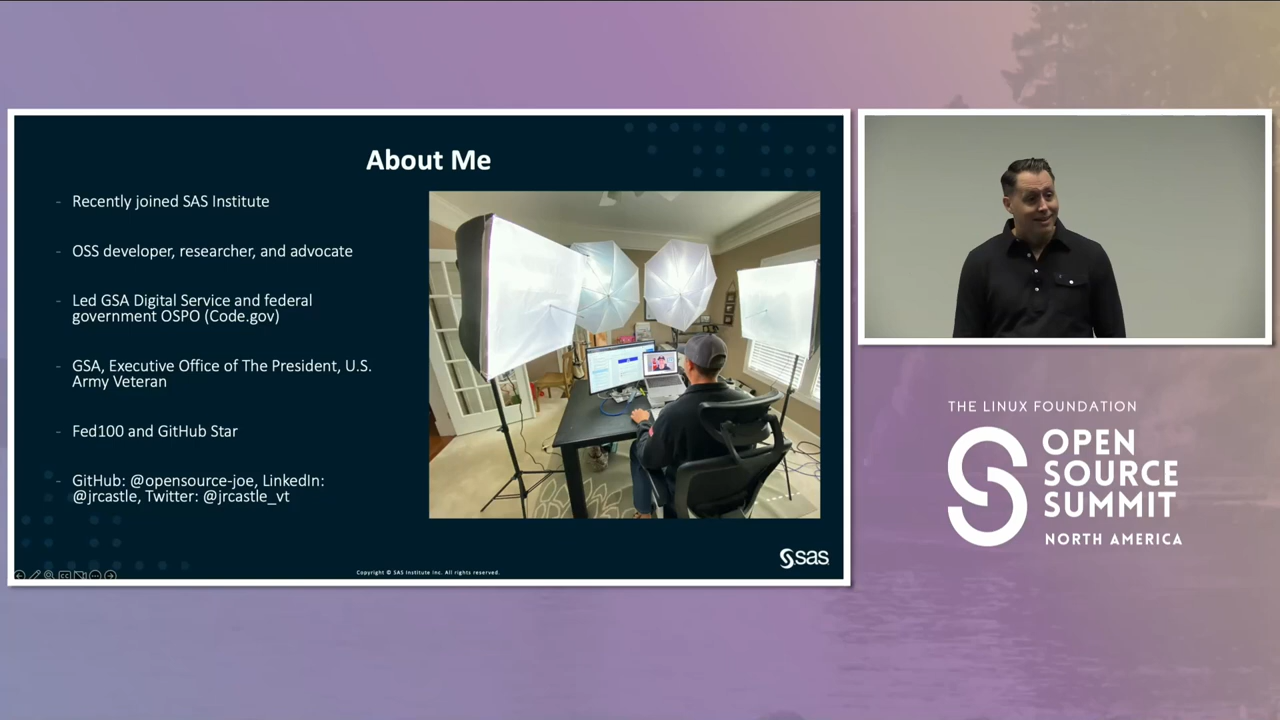 About Me
- Recently joined SAS Institute
- OSS developer, researcher, and advocate
- Led GSA Digital Service and federal
government OSPO (Code.gov)
- GSA, Executive Office of The President, U.S.
Army Veteran
- Fed100 and GitHub Star
- GitHub: @opensource-joe, LinkedIn:
@jrcastle, Twitter: @jrcastle_vt
sas
Copyright © SAS Institute Inc. All rights reserved.
THE LINUX FOUNDATION
OPEN
SOURCE
SUMMIT
NORTH AMERICA